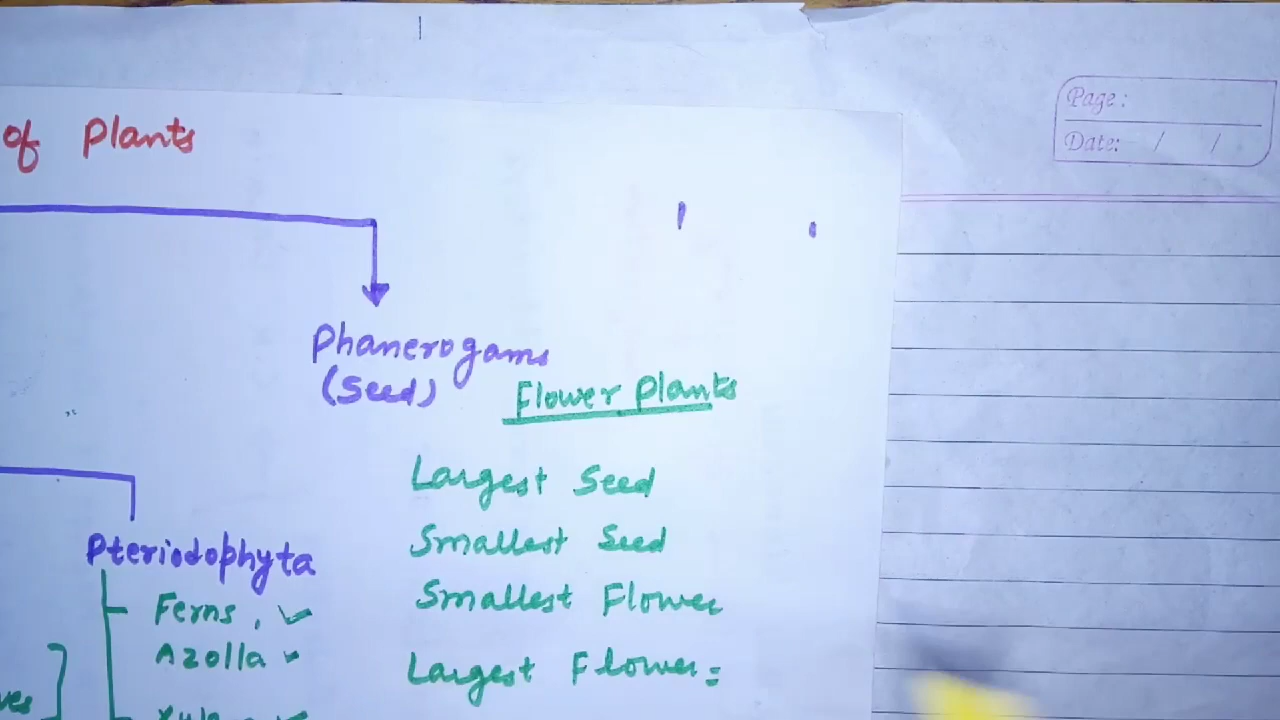 Page:
Date: / /
of Plants
Phanerogams
(Seed)
Flower Plants
Largest Seed
Smallest Seed
Pteriodophyta
Smallest Flower
Ferns, ✓
Azolla ✓
Largest Flower: